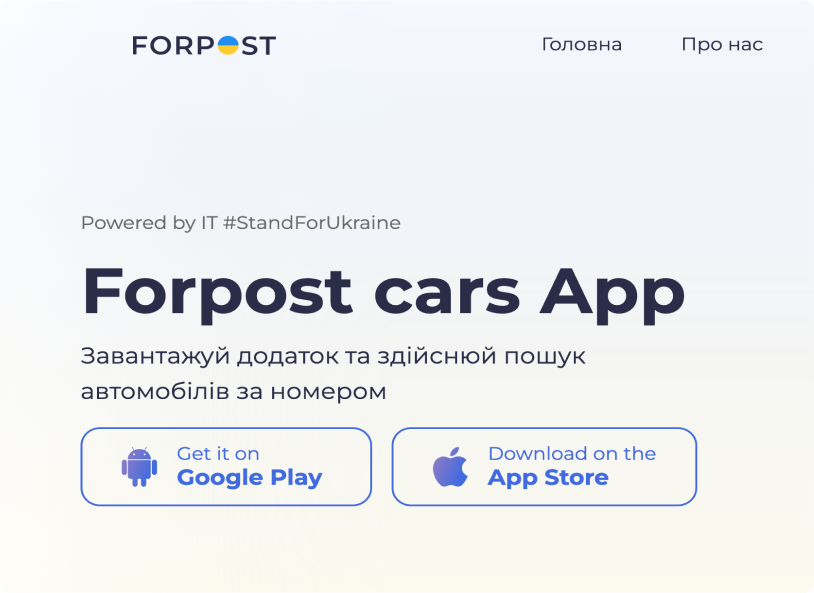 FORPOST
Головна
Про нас
Powered by IT #StandForUkraine
Forpost cars App
Завантажуй додаток та здійснюй пошук
автомобілів за номером
Get it on
Google Play
Download on the
App Store